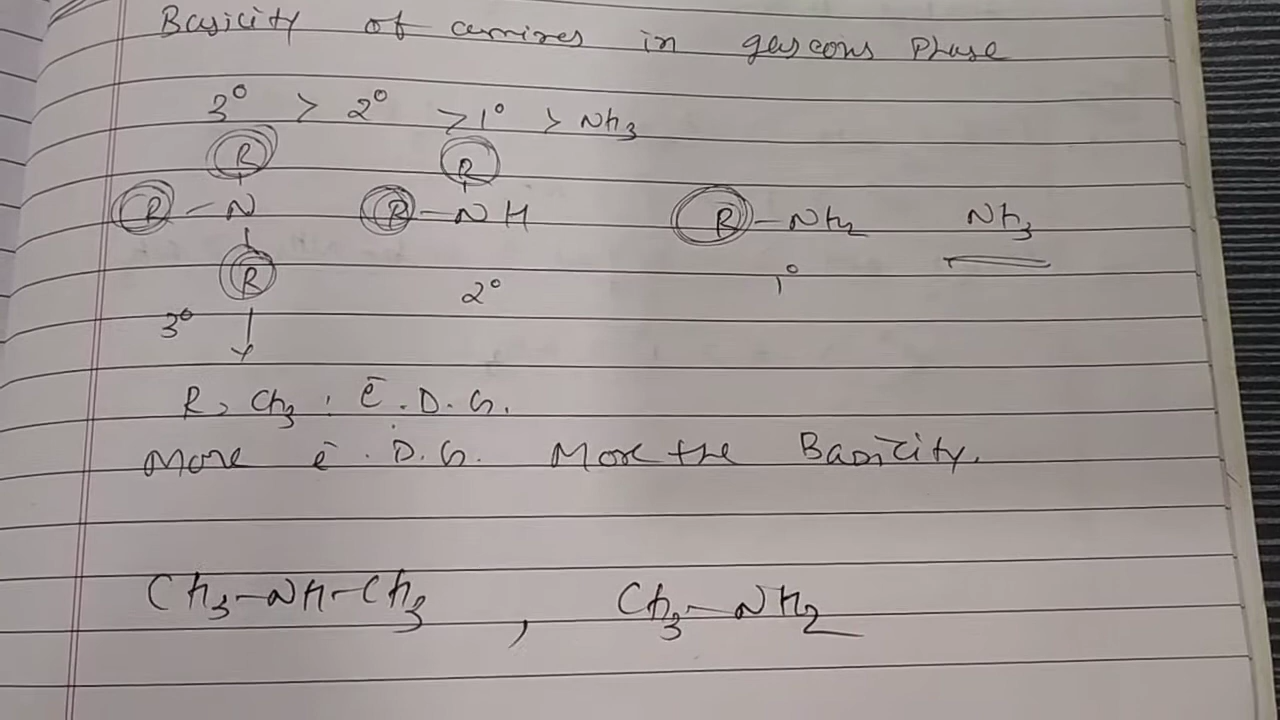 Basicity of amines in gaseous Phase
3° > 2° > 1° > NH3
R R
R - N R - NH R - NH2 NH3
R
3° 2° 1°
R, CH3 : ē.D.G.
More ē.D.G. More the Basicity.
CH3-NH-CH3 , CH3-NH2